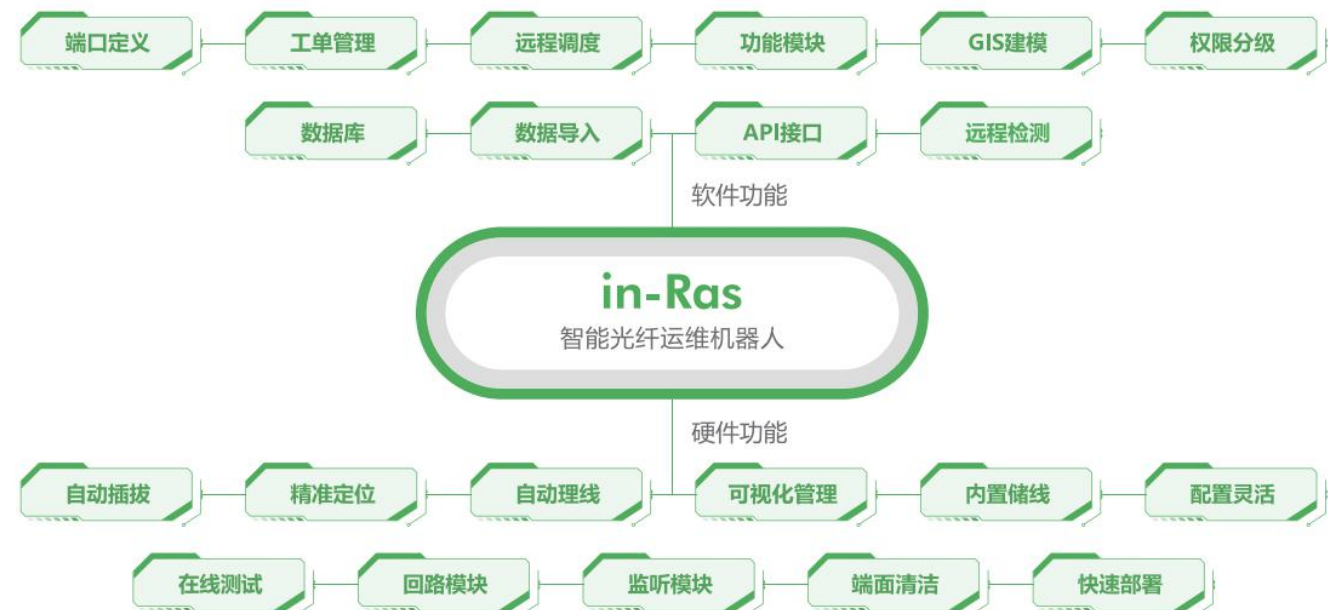 端口定义 工单管理 远程调度 功能模块 GIS建模 权限分级
数据库 数据导入 API接口 远程检测
软件功能
in-Ras
智能光纤运维机器人
硬件功能
自动插拔 精准定位 自动理线 可视化管理 内置储线 配置灵活
在线测试 回路模块 监听模块 端面清洁 快速部署